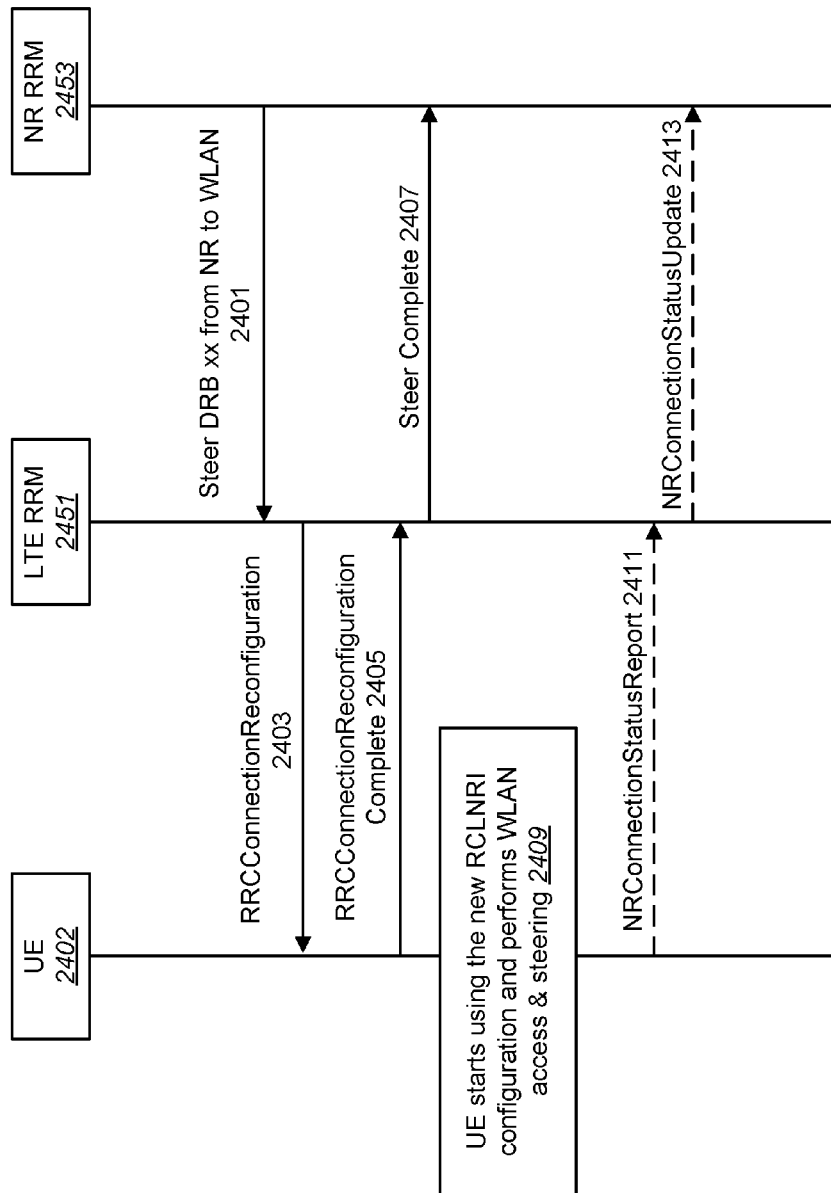 UE
2402
LTE RRM
2451
NR RRM
2453
Steer DRB xx from NR to WLAN
2401
RRCConnectionReconfiguration
2403
RRCConnectionReconfiguration
Complete 2405
Steer Complete 2407
UE starts using the new RCLNRI
configuration and performs WLAN
access & steering 2409
NRConnectionStatusReport 2411
NRConnectionStatusUpdate 2413